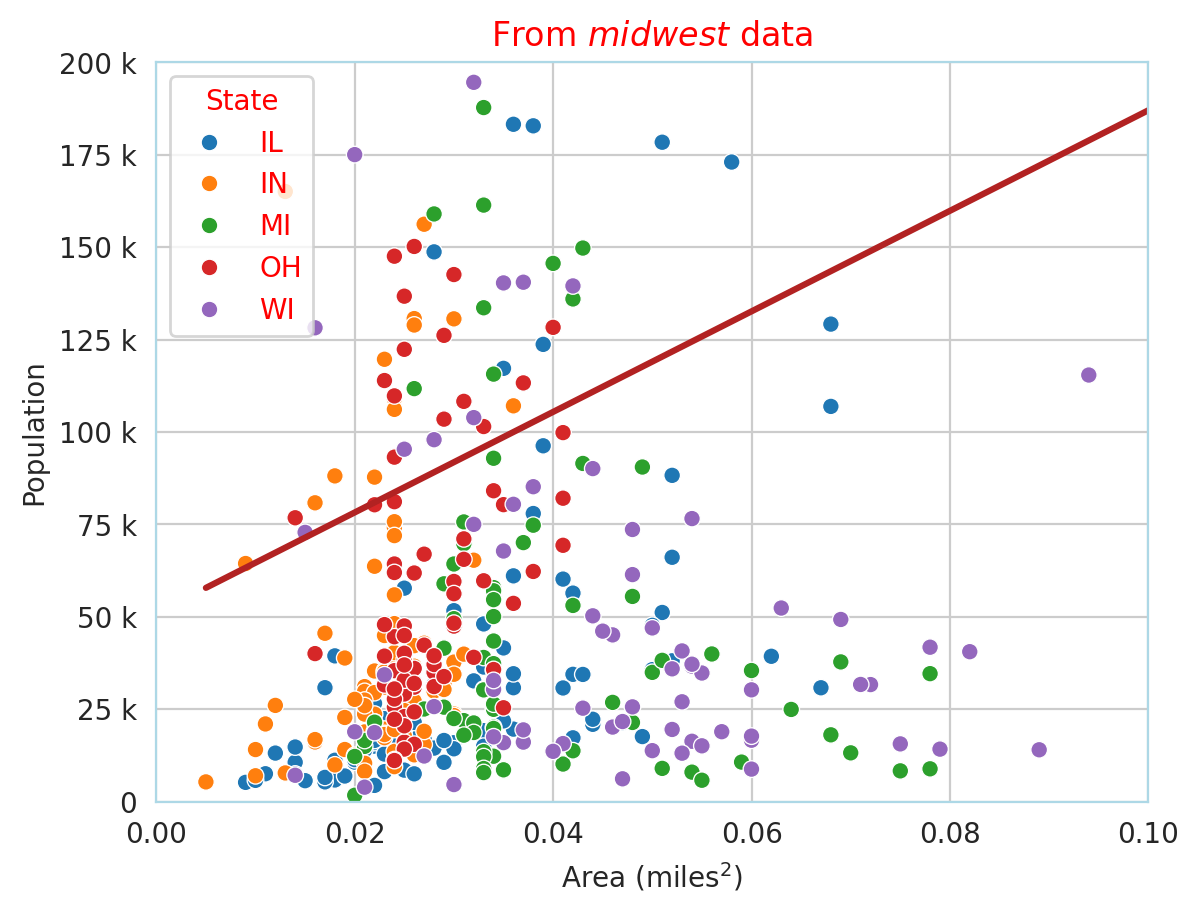 From midwest data
200 k
175 k
150 k
125 k
100 k
75 k
50 k
25 k
0
Population
State
IL
IN
MI
OH
WI
0.00 0.02 0.04 0.06 0.08 0.10
Area (miles²)